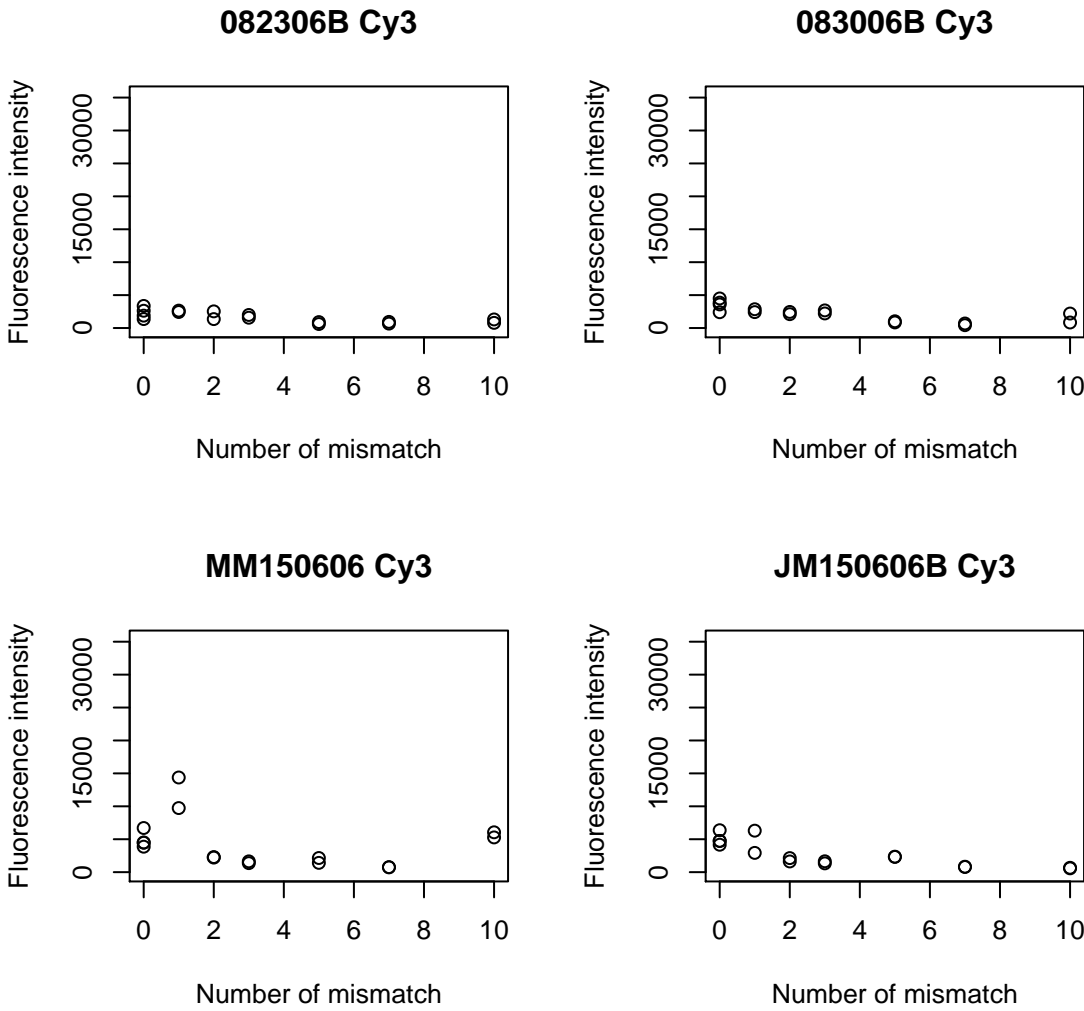 082306B Cy3
Fluorescence intensity
0 15000 30000
0 2 4 6 8 10
Number of mismatch
083006B Cy3
Fluorescence intensity
0 15000 30000
0 2 4 6 8 10
Number of mismatch
MM150606 Cy3
Fluorescence intensity
0 15000 30000
0 2 4 6 8 10
Number of mismatch
JM150606B Cy3
Fluorescence intensity
0 15000 30000
0 2 4 6 8 10
Number of mismatch